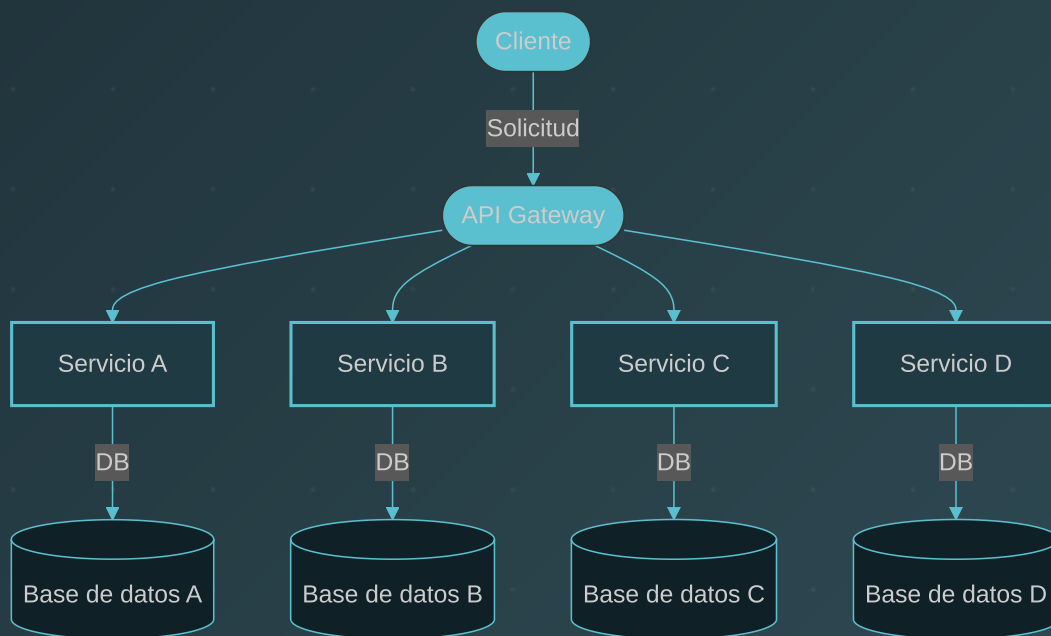 Cliente
Solicitud
API Gateway
Servicio A
Servicio B
Servicio C
Servicio D
DB
DB
DB
DB
Base de datos A
Base de datos B
Base de datos C
Base de datos D